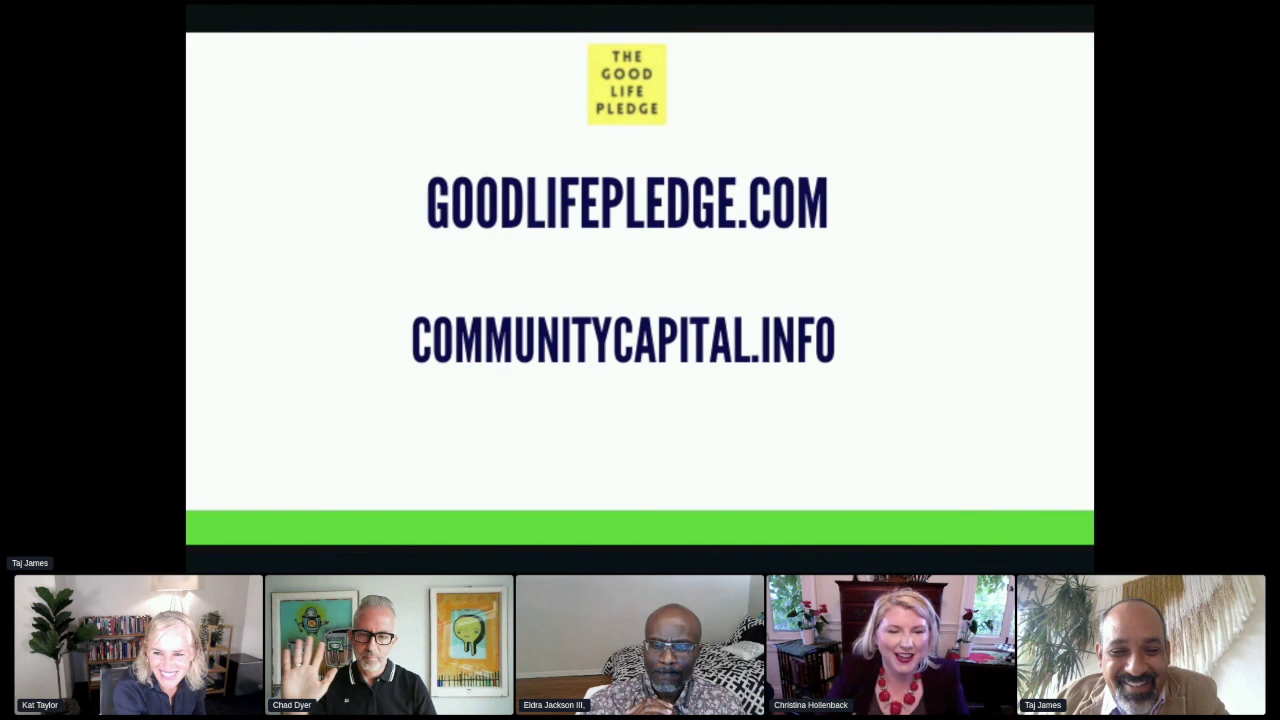 THE
GOOD
LIFE
PLEDGE
GOODLIFEPLEDGE.COM
COMMUNITYCAPITAL.INFO
Taj James
Kat Taylor
Chad Dyer
Eldra Jackson III.
Christina Hollenback
Taj James